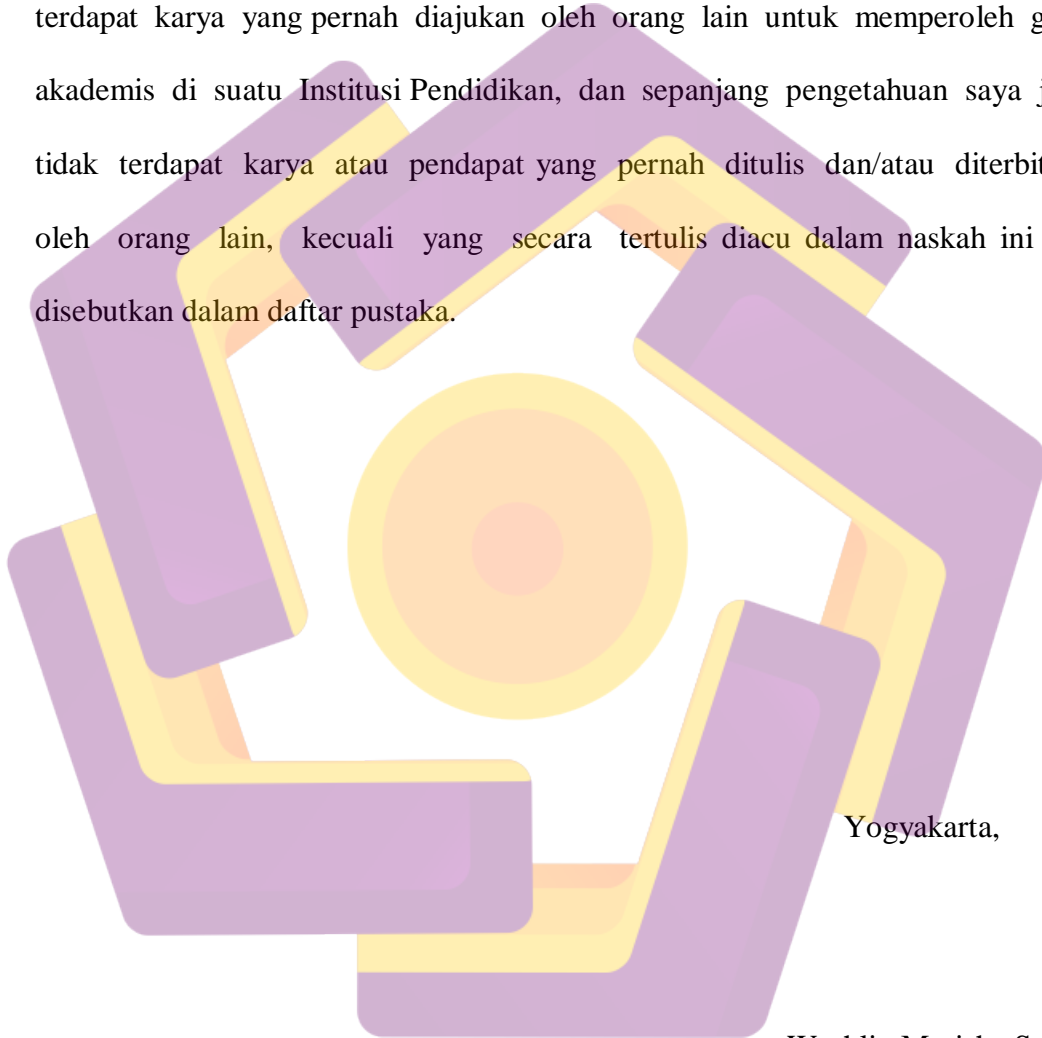 terdapat karya yang pernah diajukan oleh orang lain untuk memperoleh
akademis di suatu Institusi Pendidikan, dan sepanjang pengetahuan saya
tidak terdapat karya atau pendapat yang pernah ditulis dan/atau
oleh orang lain, kecuali yang secara tertulis diacu dalam naskah ini
disebutkan dalam daftar pustaka.
Yogyakarta,